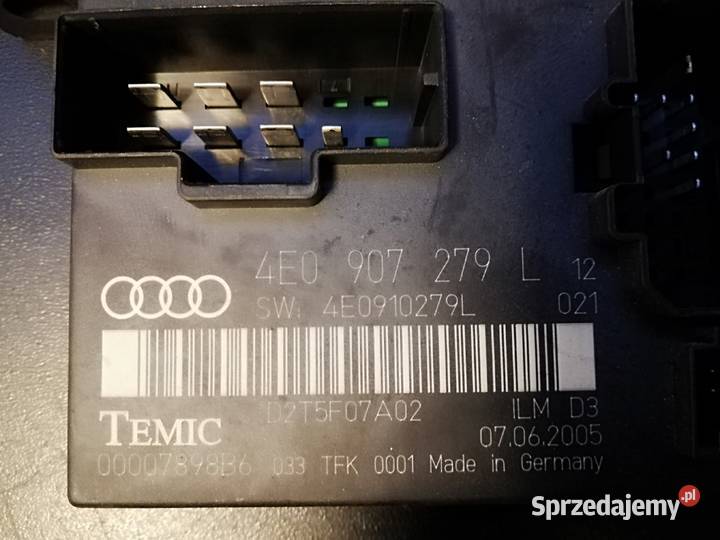 4
4E0 907 279 L 12
SW: 4E0910279L 021
D2T5F07A02 ILM D3
TEMIC 07.06.2005
00007898B6 033 TFK 0001 Made in Germany
Sprzedajemy.pl